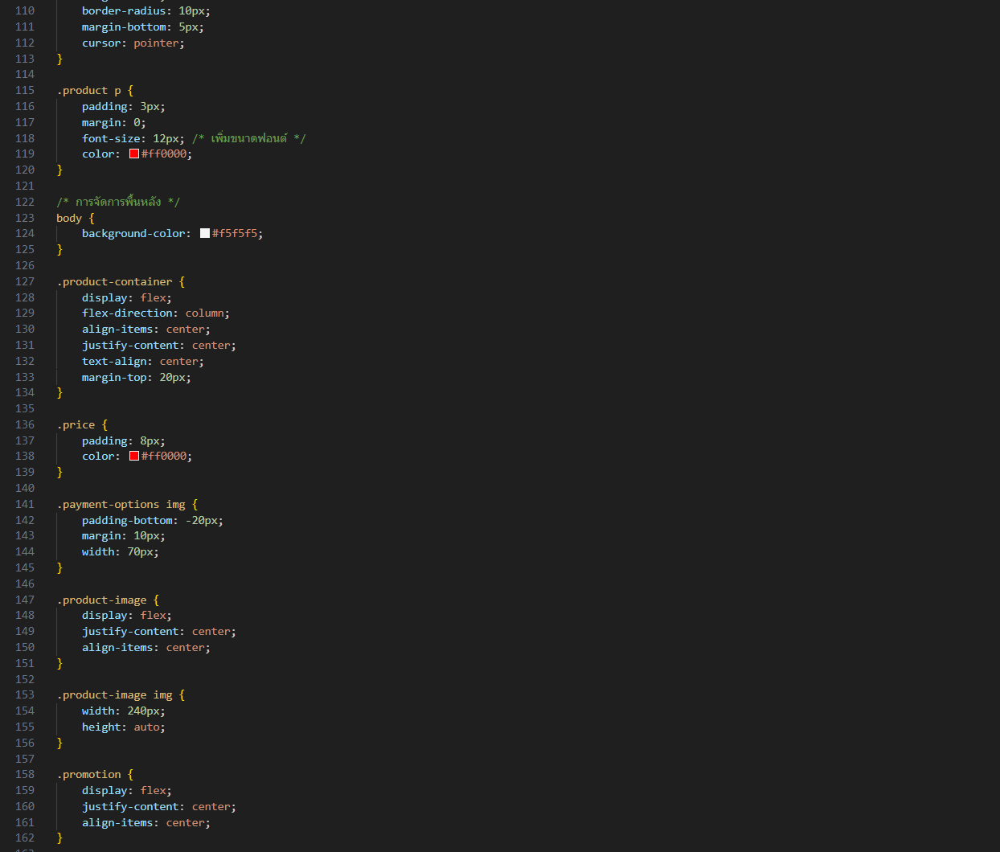 110 border-radius: 10px;
111 margin-bottom: 5px;
112 cursor: pointer;
113 }
114
115 .product p {
116 padding: 3px;
117 margin: 0;
118 font-size: 12px; /* เพิ่มขนาดฟอนต์ */
119 color: #ff0000;
120 }
121
122 /* การจัดการพื้นหลัง */
123 body {
124 background-color: #f5f5f5;
125 }
126
127 .product-container {
128 display: flex;
129 flex-direction: column;
130 align-items: center;
131 justify-content: center;
132 text-align: center;
133 margin-top: 20px;
134 }
135
136 .price {
137 padding: 8px;
138 color: #ff0000;
139 }
140
141 .payment-options img {
142 padding-bottom: -20px;
143 margin: 10px;
144 width: 70px;
145 }
146
147 .product-image {
148 display: flex;
149 justify-content: center;
150 align-items: center;
151 }
152
153 .product-image img {
154 width: 240px;
155 height: auto;
156 }
157
158 .promotion {
159 display: flex;
160 justify-content: center;
161 align-items: center;
162 }